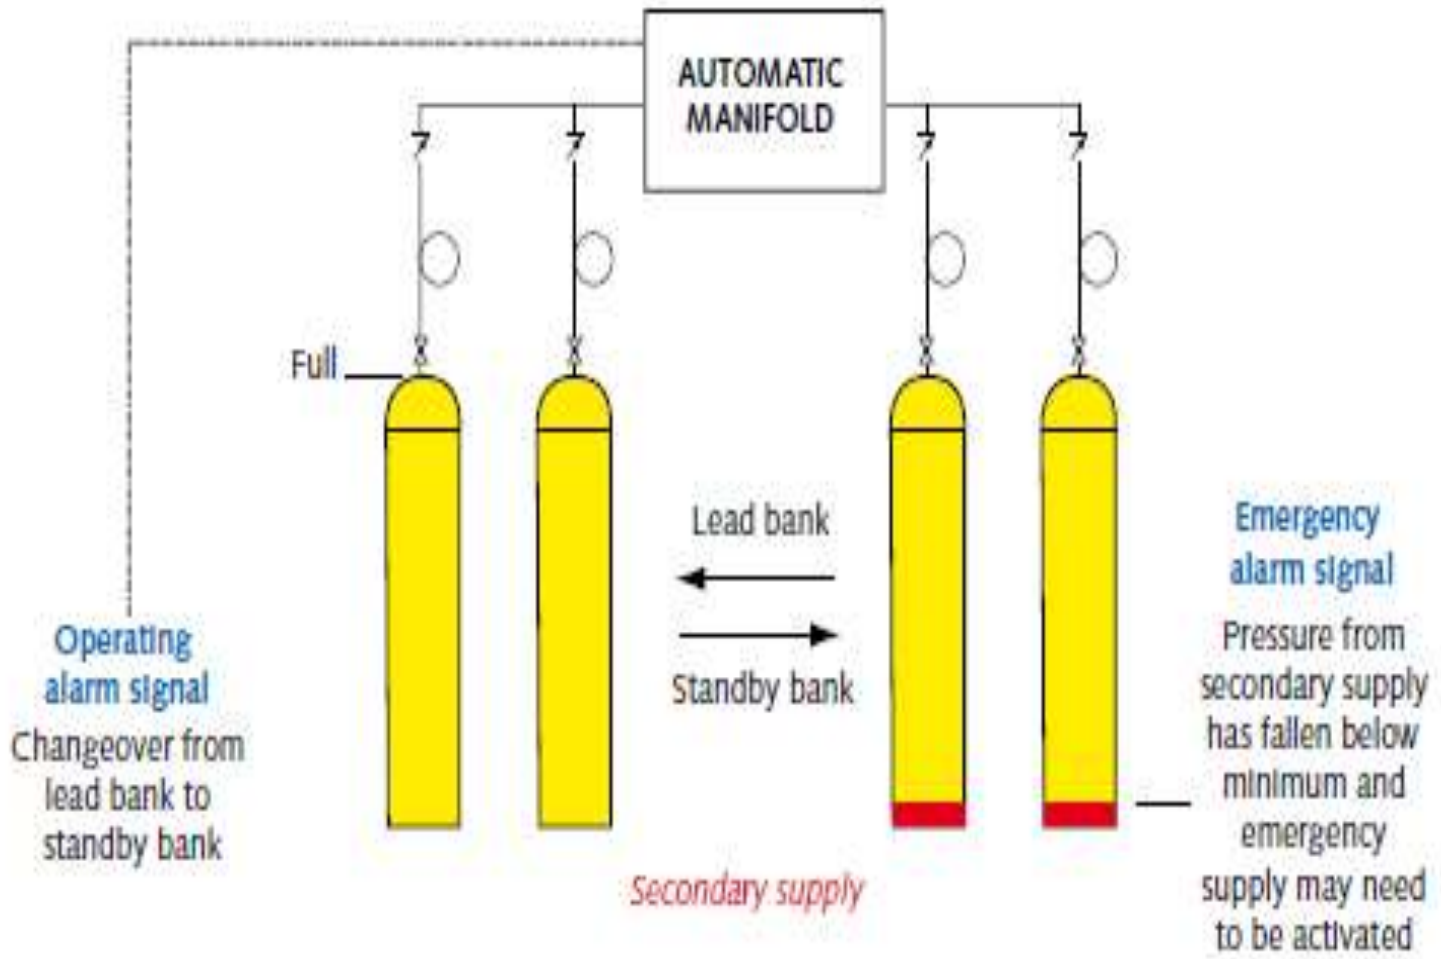 AUTOMATIC
MANIFOLD
Full
Lead bank
Standby bank
Operating
alarm signal
Changeover from
lead bank to
standby bank
Emergency
alarm signal
Pressure from
secondary supply
has fallen below
minimum and
emergency
supply may need
to be activated
Secondary supply